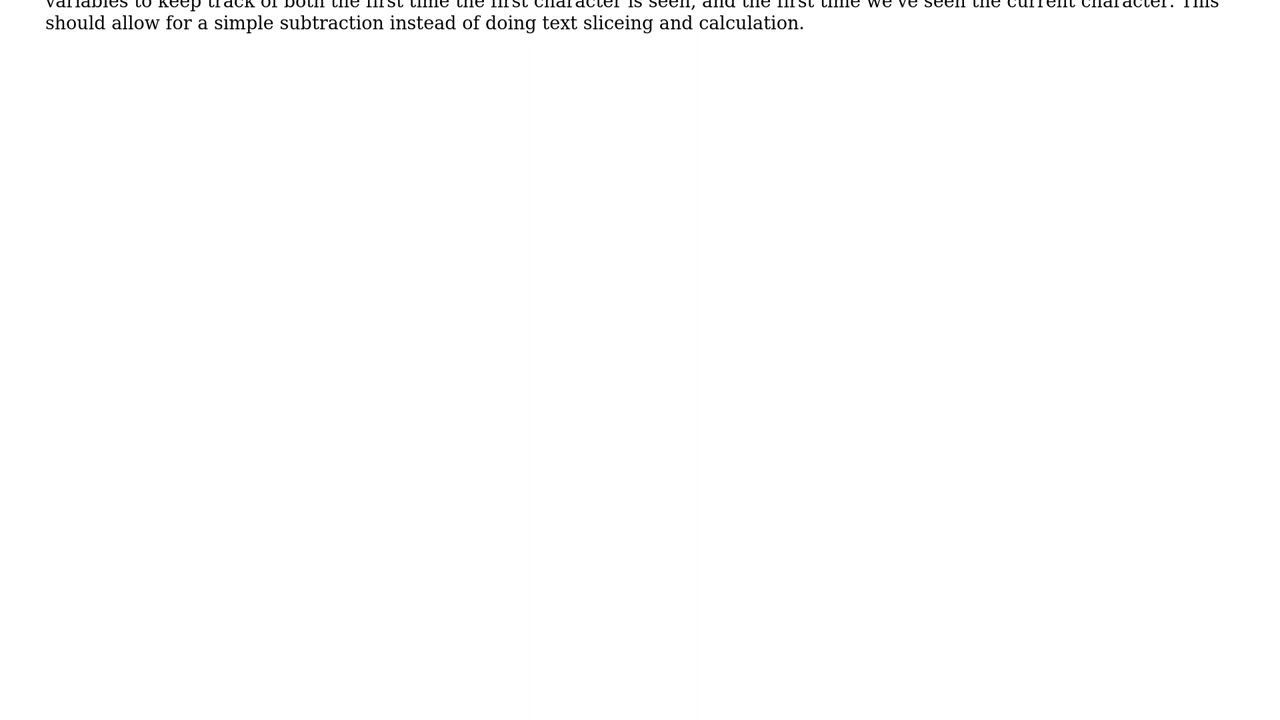 variables to keep track of both the first time the first character is seen, and the first time we've seen the current character. This
should allow for a simple subtraction instead of doing text sliceing and calculation.